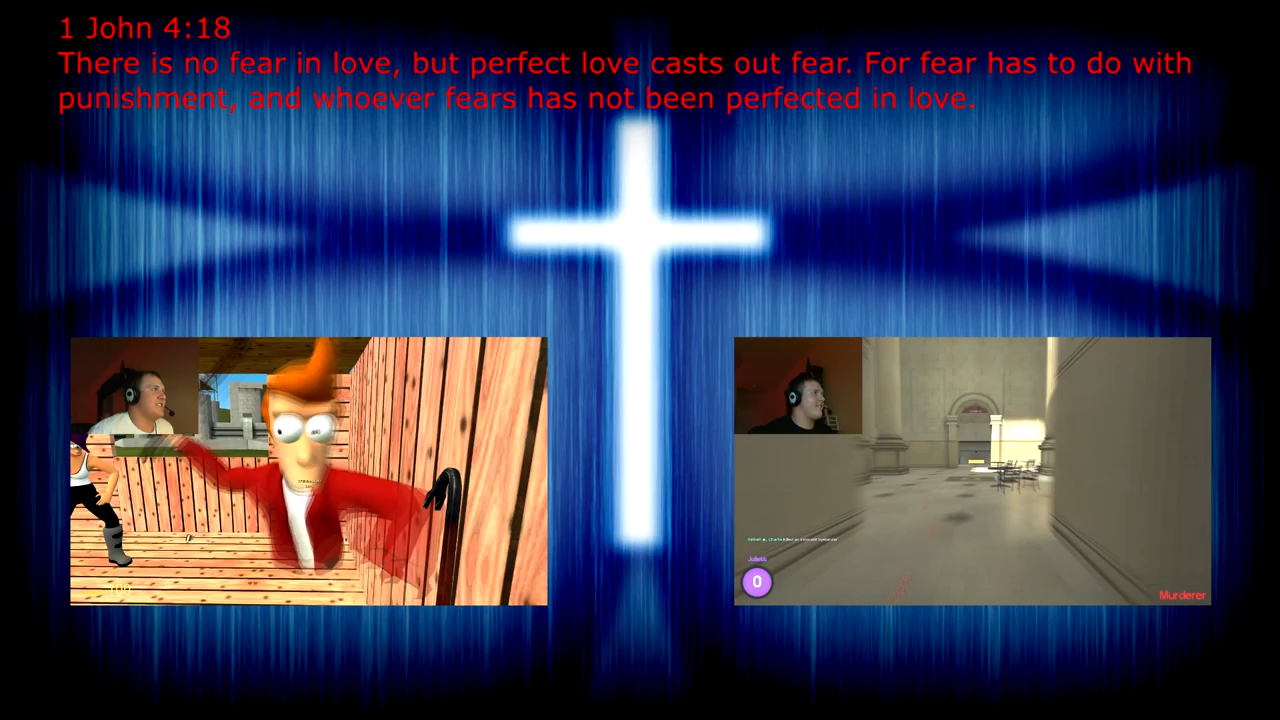 1 John 4:18
There is no fear in love, but perfect love casts out fear. For fear has to do with
punishment, and whoever fears has not been perfected in love.
100
0
Murderer